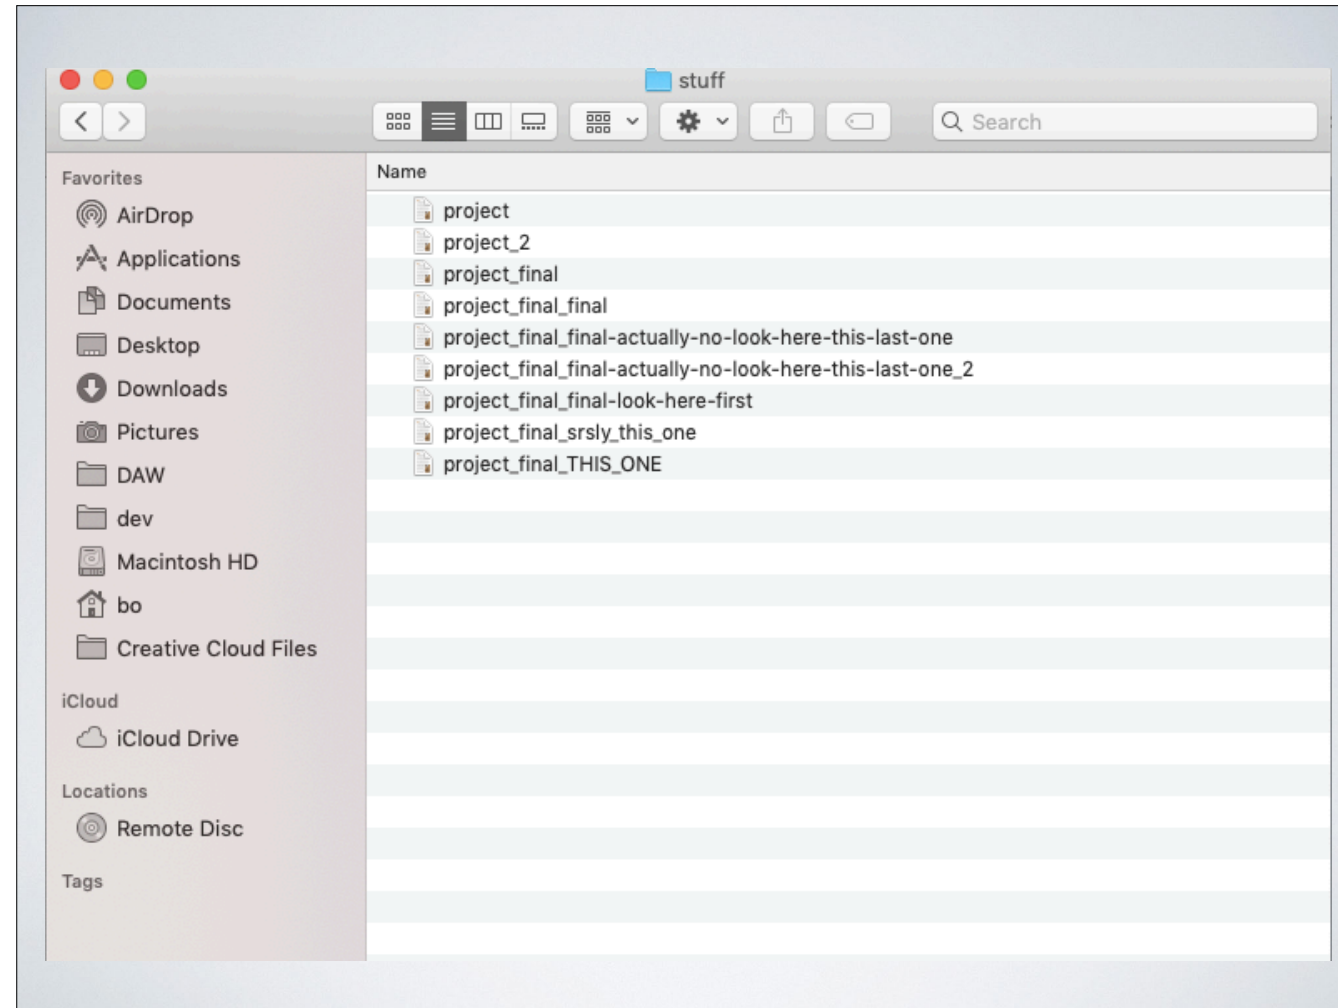 stuff
Search
Favorites
AirDrop
Applications
Documents
Desktop
Downloads
Pictures
DAW
dev
Macintosh HD
bo
Creative Cloud Files
iCloud
iCloud Drive
Locations
Remote Disc
Tags
Name
project
project_2
project_final
project_final_final
project_final_final-actually-no-look-here-this-last-one
project_final_final-actually-no-look-here-this-last-one_2
project_final_final-look-here-first
project_final_srsly_this_one
project_final_THIS_ONE